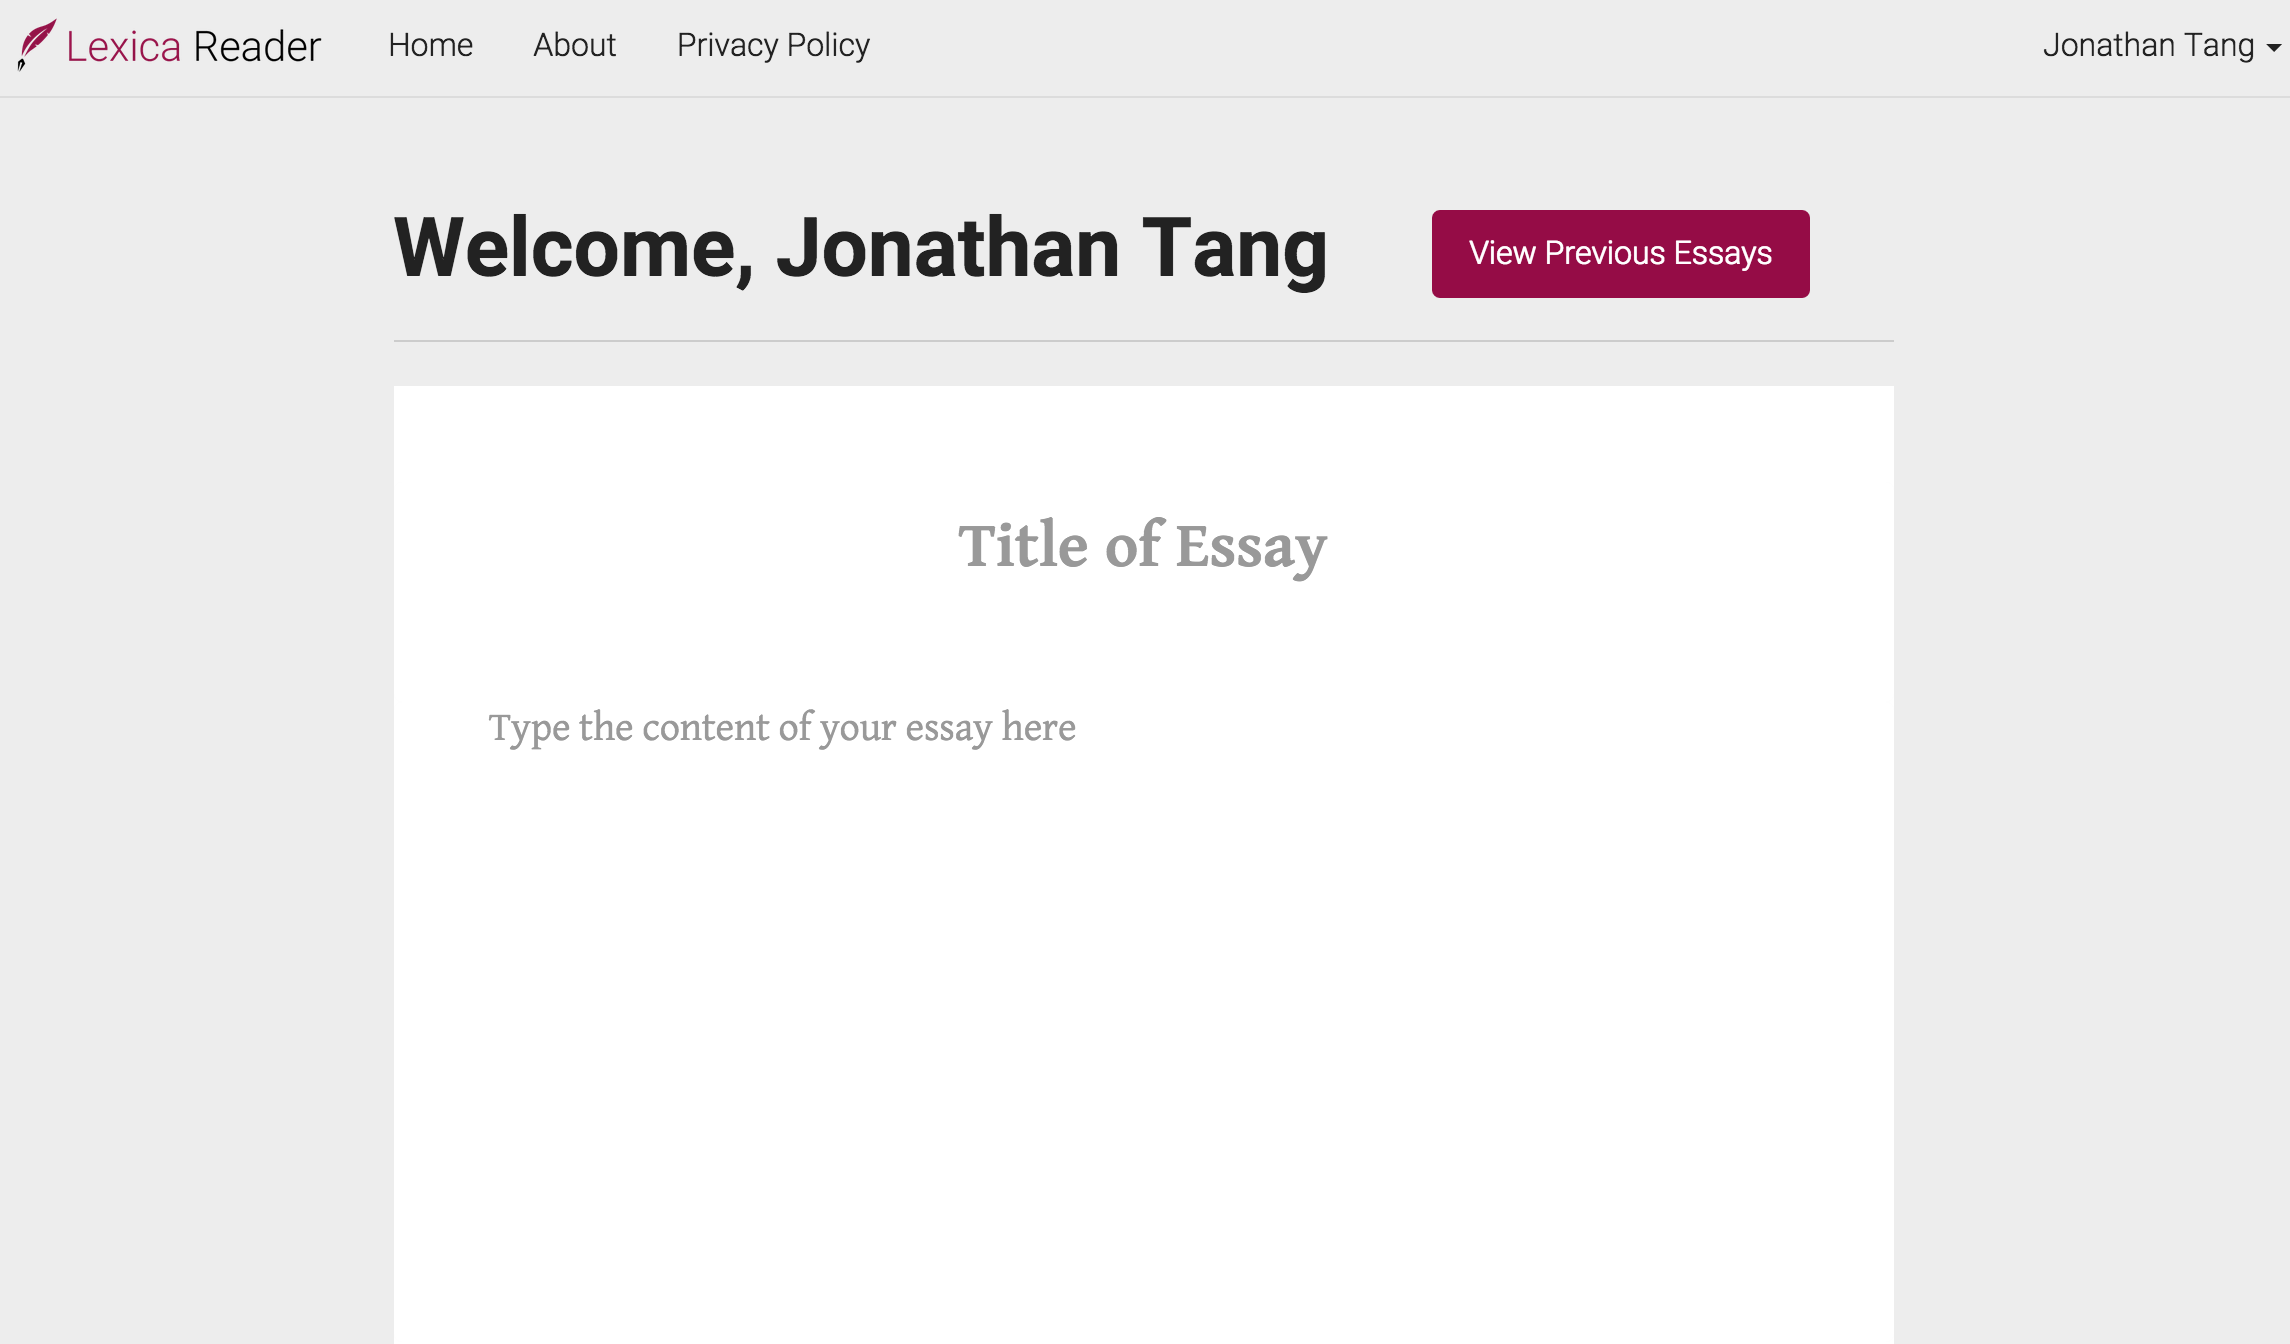 Lexica Reader Home About Privacy Policy Jonathan Tang
Welcome, Jonathan Tang View Previous Essays
Title of Essay
Type the content of your essay here